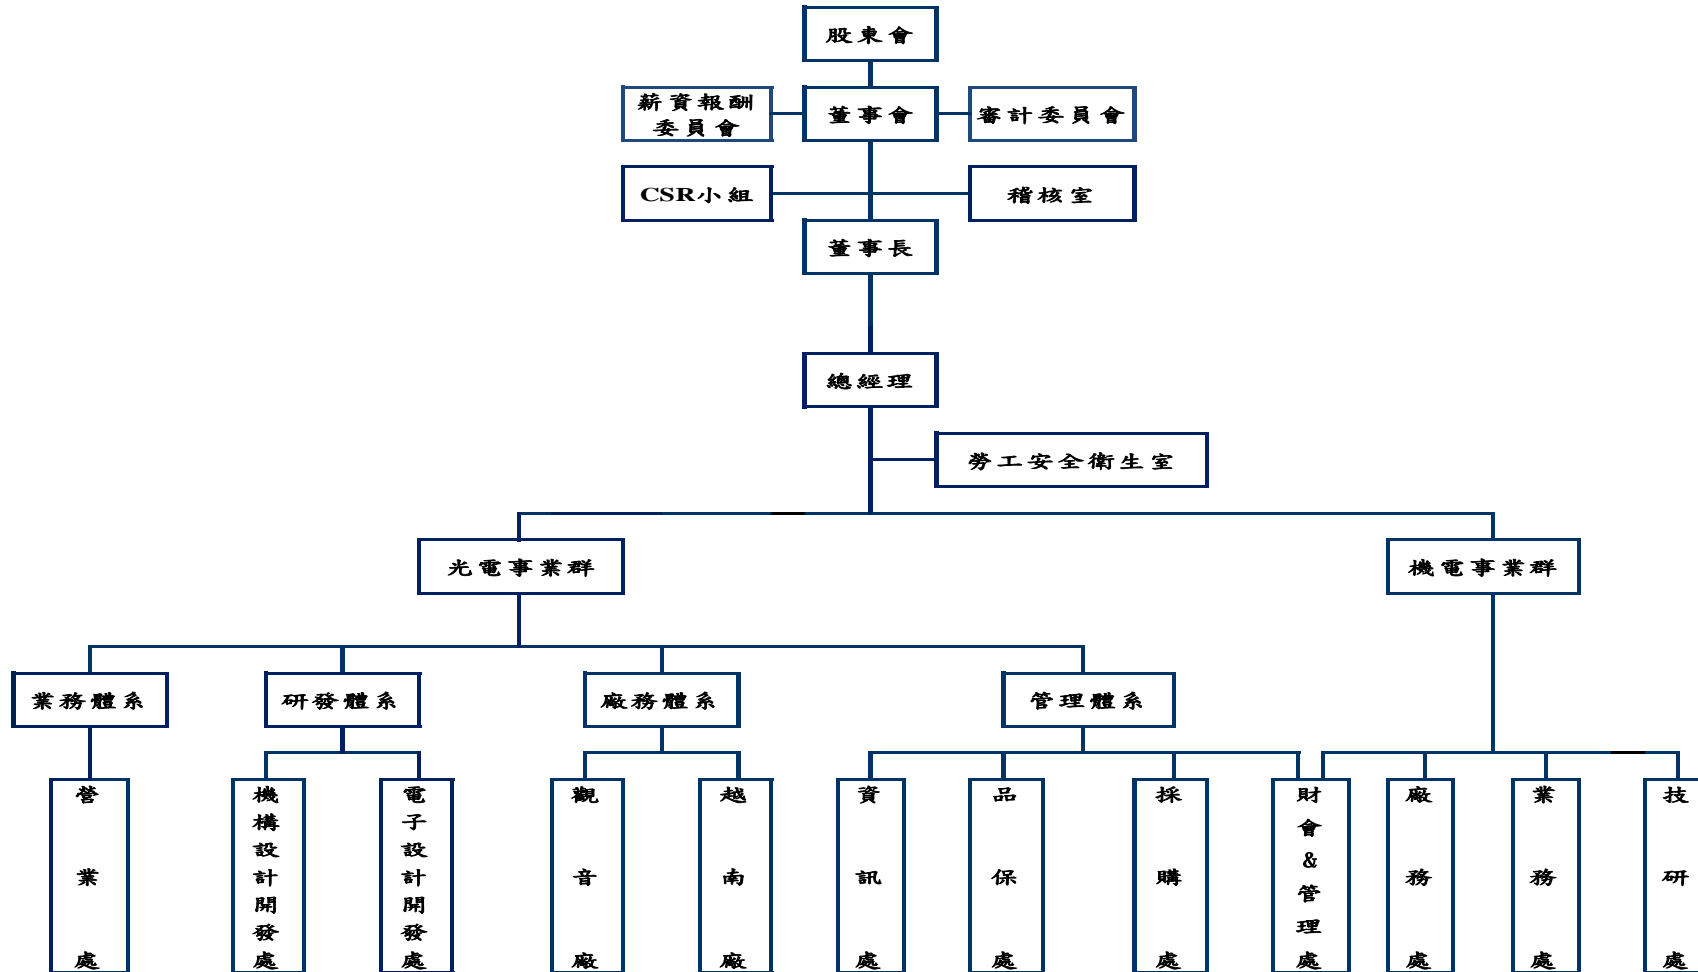 股東會
薪資報酬
委員會
董事會
審計委員會
CSR小組
稽核室
董事長
總經理
勞工安全衛生室
光電事業群
機電事業群
業務體系
研發體系
廠務體系
管理體系
營業處
機構設計開發處
電子設計開發處
觀音廠
越南廠
資訊處
品保處
採購處
財會&管理處
廠務處
業務處
技研處